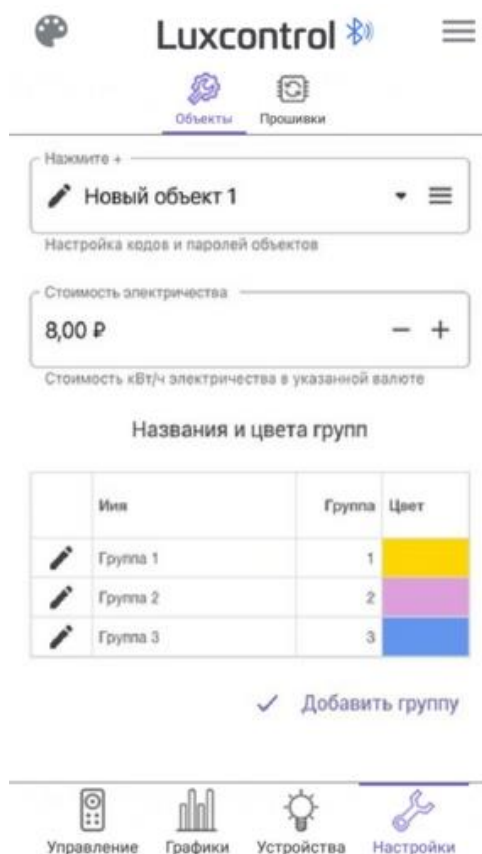 Luxcontrol
Объекты Прошивки
Нажмите +
Новый объект 1
Настройка кодов и паролей объектов
Стоимость электричества
8,00 ₽ − +
Стоимость кВт/ч электричества в указанной валюте
Названия и цвета групп
Имя Группа Цвет
Группа 1 1
Группа 2 2
Группа 3 3
Добавить группу
Управление Графики Устройства Настройки